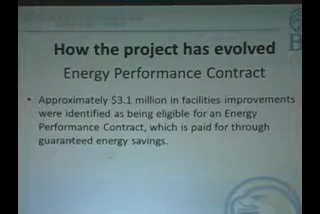 How the project has evolved
Energy Performance Contract
• Approximately $3.1 million in facilities improvements
were identified as being eligible for an Energy
Performance Contract, which is paid for through
guaranteed energy savings.